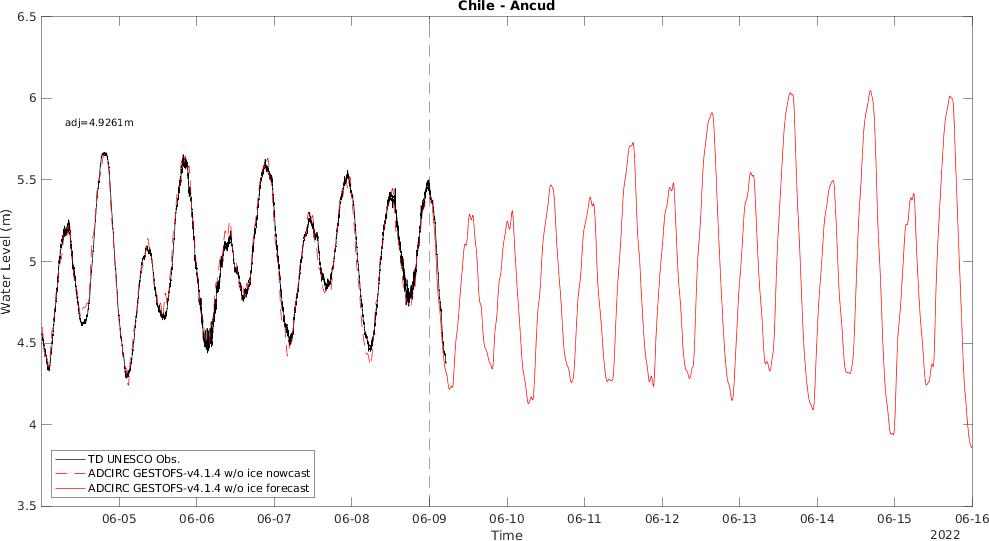 Chile - Ancud
6.5
6
5.5
5
4.5
4
3.5
Water Level (m)
adj=4.9261m
TD UNESCO Obs.
ADCIRC GESTOFS-v4.1.4 w/o ice nowcast
ADCIRC GESTOFS-v4.1.4 w/o ice forecast
06-05 06-06 06-07 06-08 06-09 06-10 06-11 06-12 06-13 06-14 06-15 06-16
Time
2022